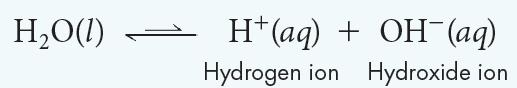 H₂O(l) ⇌ H⁺(aq) + OH⁻(aq)
Hydrogen ion Hydroxide ion